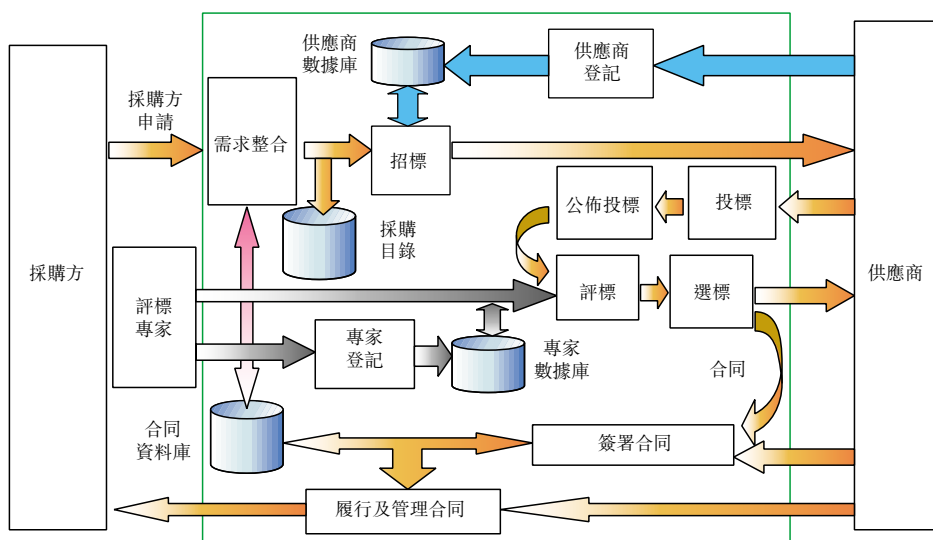 供應商
數據庫
供應商
登記
採購方
申請
需求整合
招標
公佈投標
投標
採購
目錄
採購方
供應商
評標
專家
評標
選標
專家
登記
專家
數據庫
合同
合同
資料庫
簽署合同
履行及管理合同